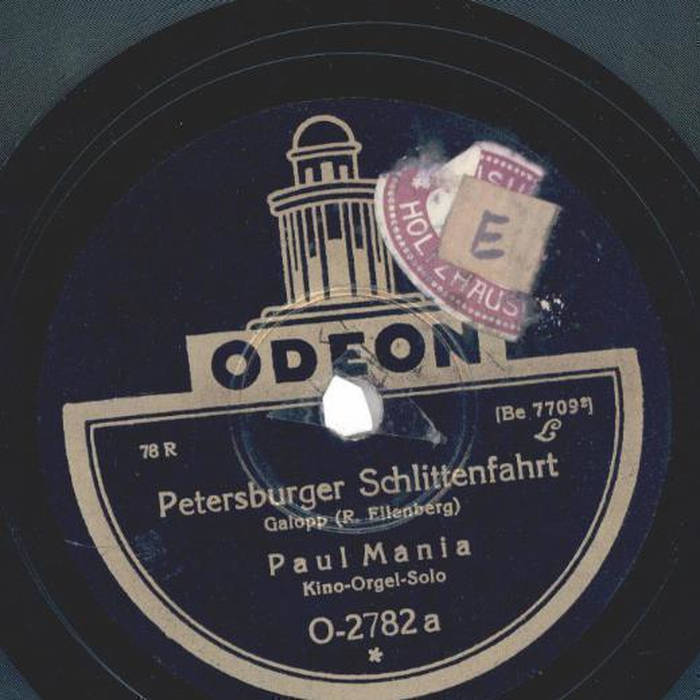 HOLZHAUS
E
ODEON
78 R
[Be 7709²]
L
Petersburger Schlittenfahrt
Galopp (R. Eilenberg)
Paul Mania
Kino-Orgel-Solo
O-2782 a
*